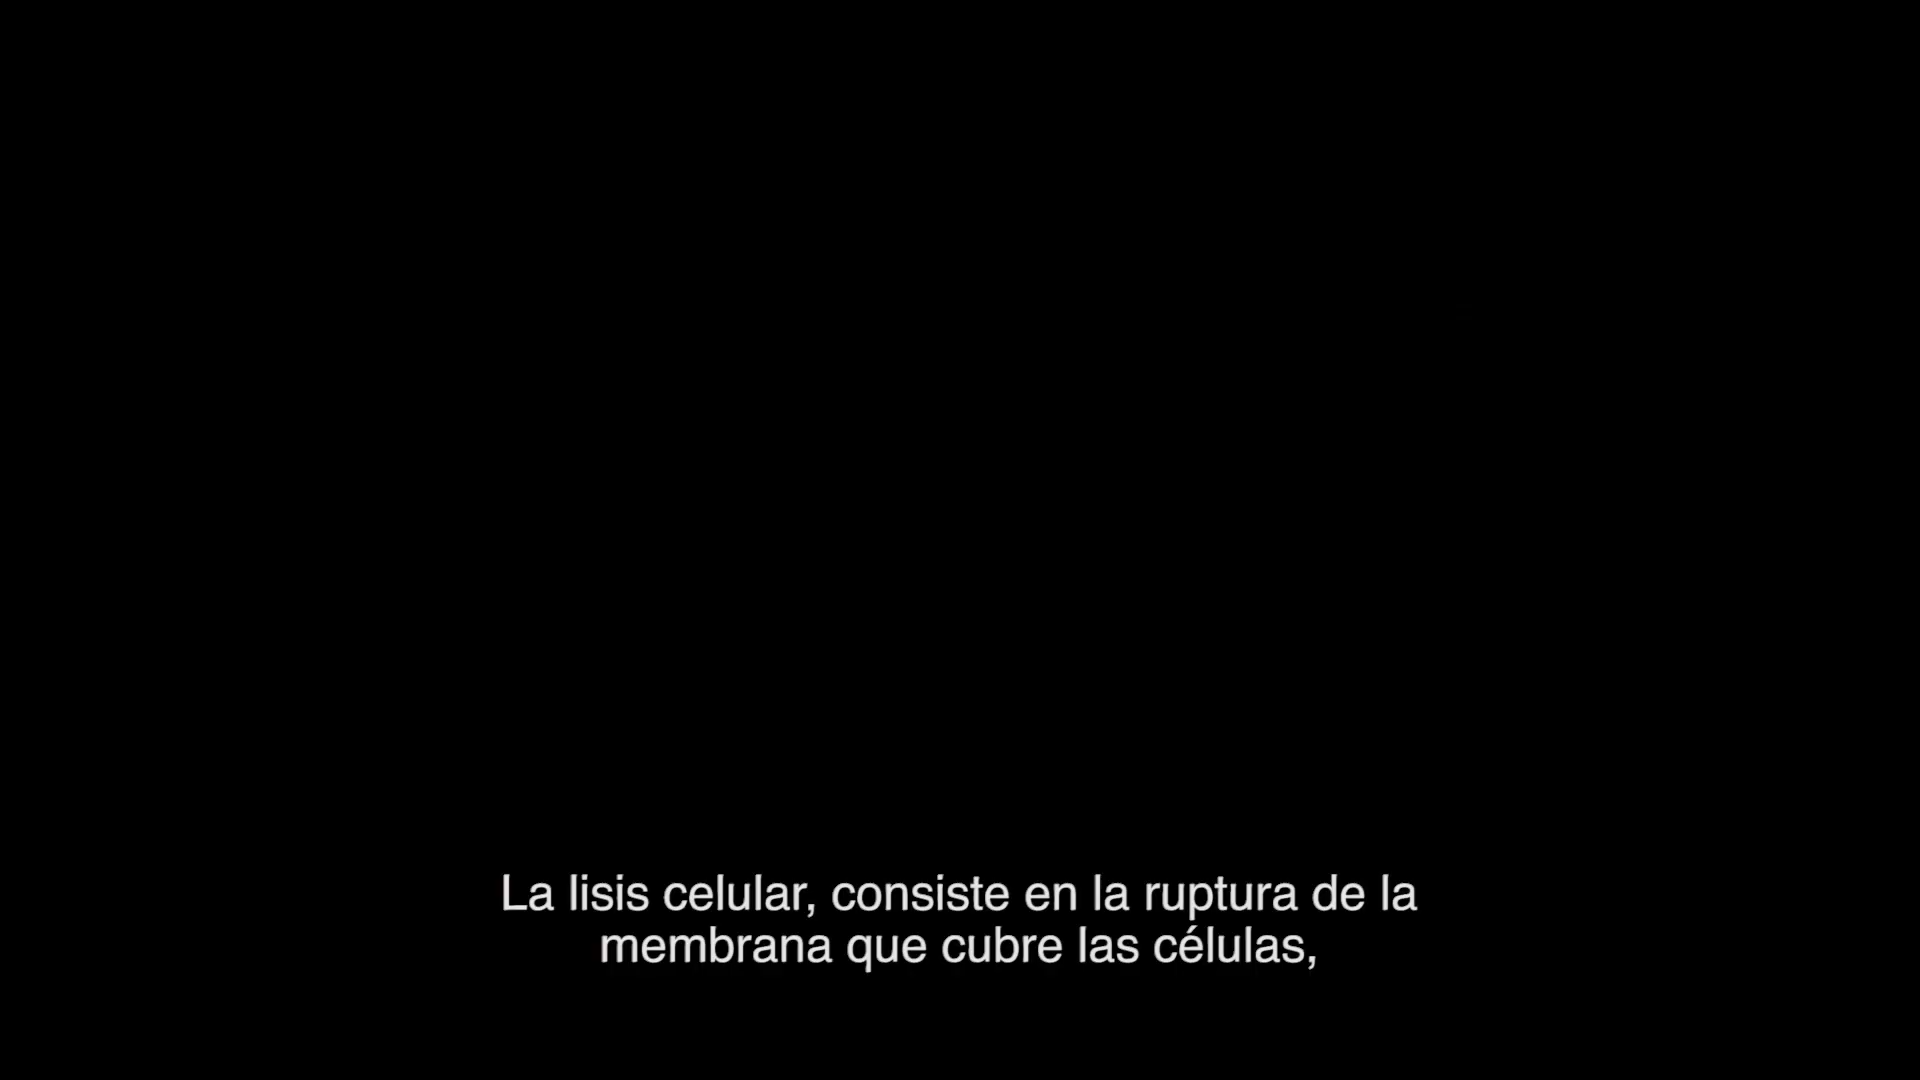 La lisis celular, consiste en la ruptura de la
membrana que cubre las células,